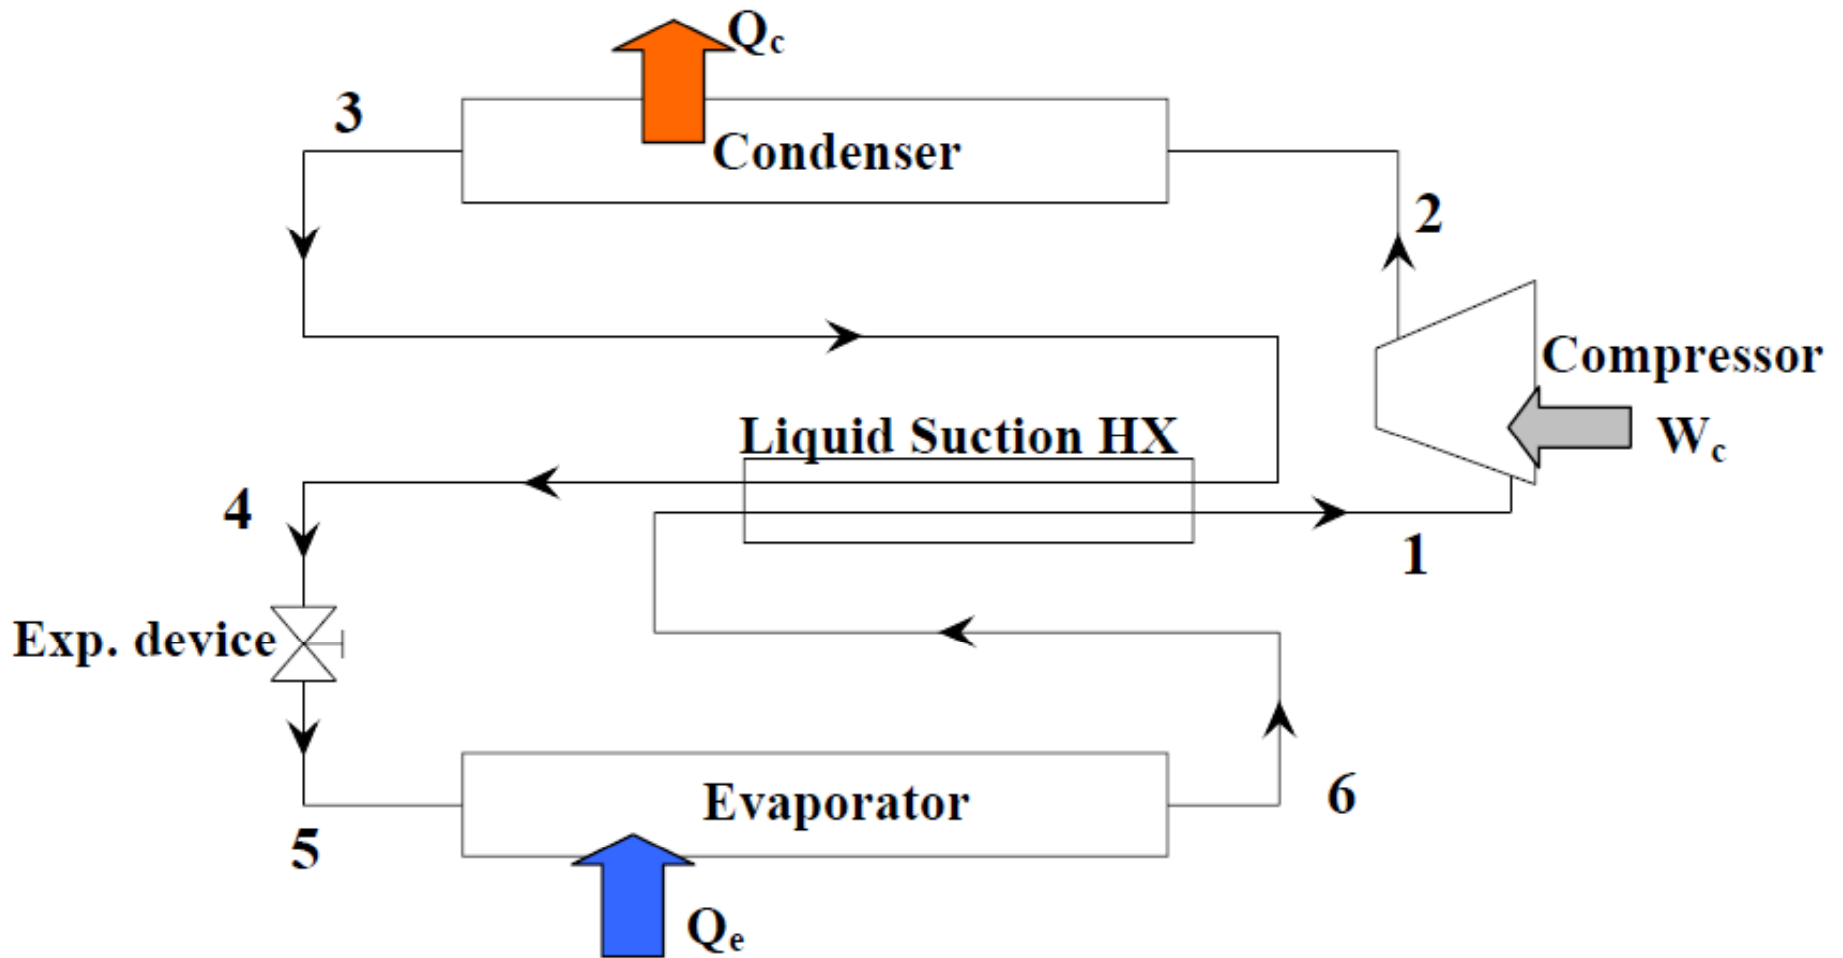 Qc
3
Condenser
2
Compressor
Liquid Suction HX
Wc
4
1
Exp. device
6
Evaporator
5
Qe